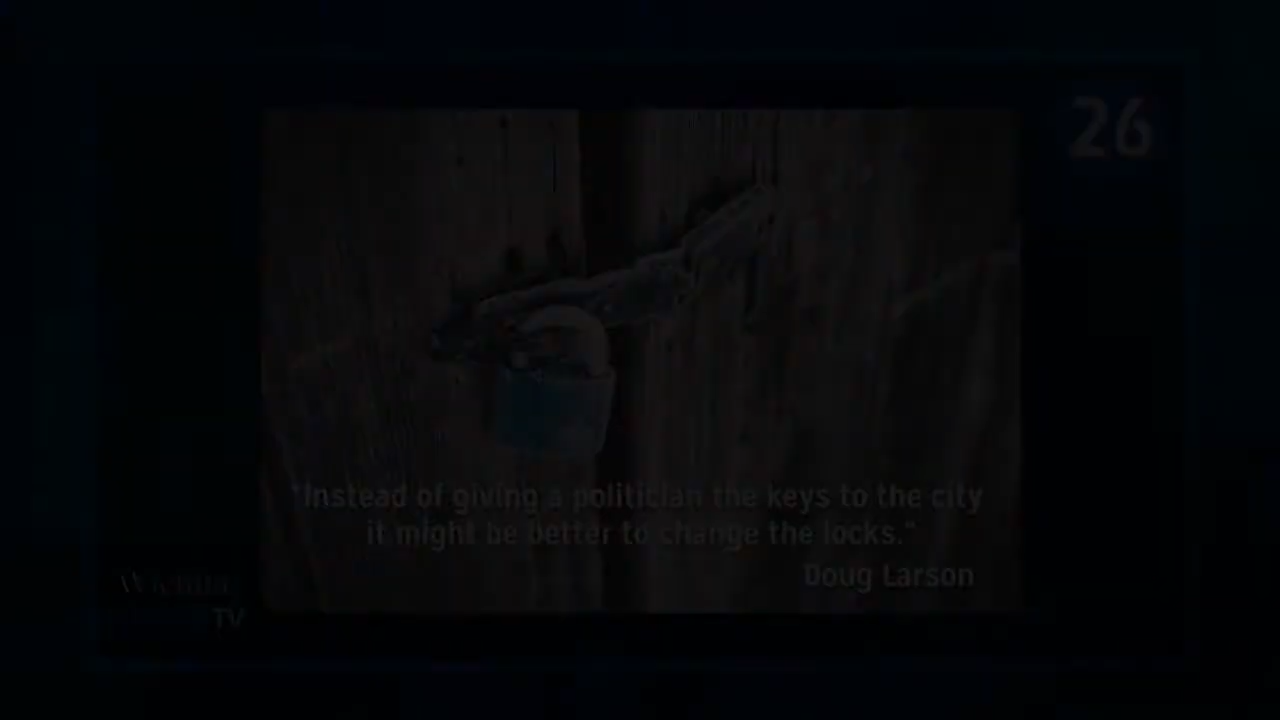 26
"Instead of giving a politician the keys to the city
it might be better to change the locks."
Doug Larson
TV